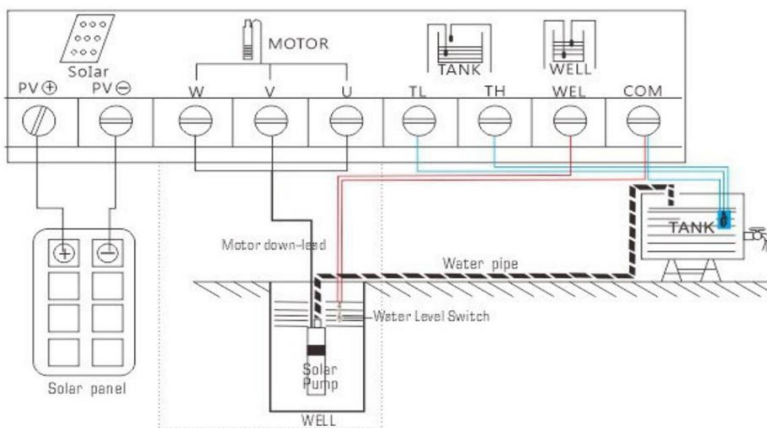 MOTOR
Solar
TANK
WELL
PV⊕ PV⊖ W V U TL TH WEL COM
TANK
Motor down-lead
Water pipe
Water Level Switch
⊕ ⊖
Solar
Pump
Solar panel
WELL